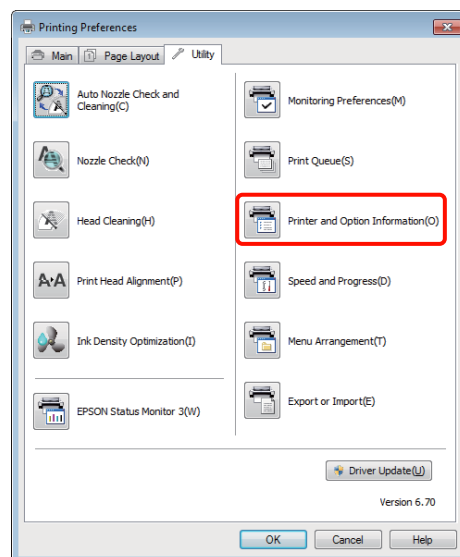 Printing Preferences
Main
Page Layout
Utility
Auto Nozzle Check and
Cleaning(C)
Nozzle Check(N)
Head Cleaning(H)
Print Head Alignment(P)
Ink Density Optimization(I)
EPSON Status Monitor 3(W)
Monitoring Preferences(M)
Print Queue(S)
Printer and Option Information(O)
Speed and Progress(D)
Menu Arrangement(T)
Export or Import(E)
Driver Update(U)
Version 6.70
OK
Cancel
Help